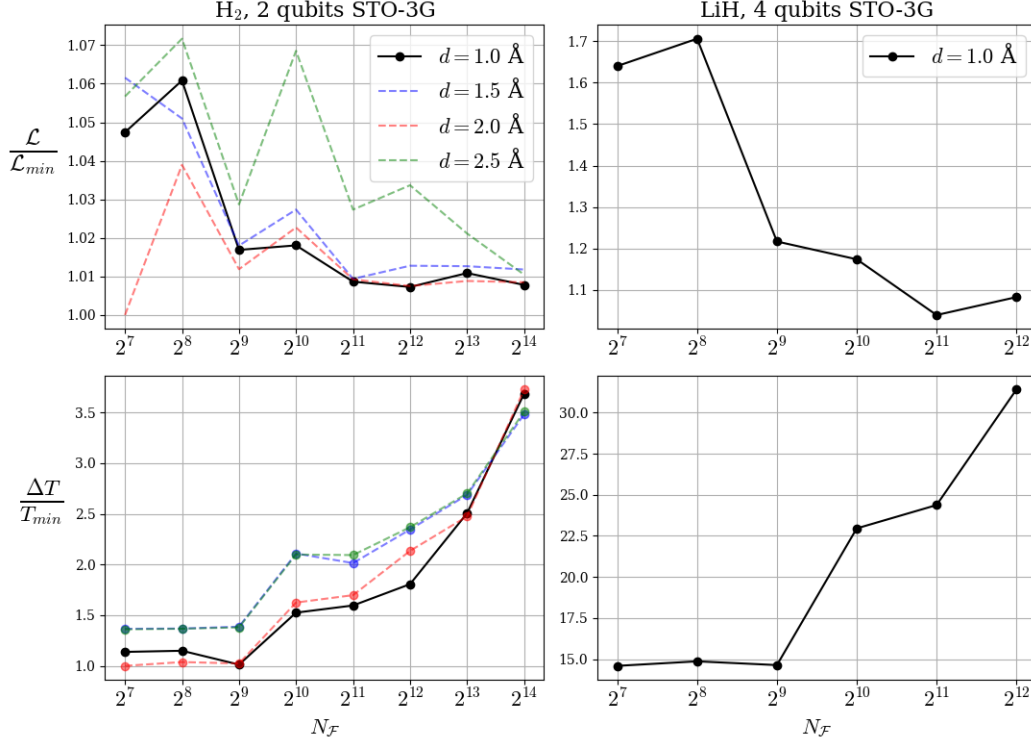 H₂, 2 qubits STO-3G
LiH, 4 qubits STO-3G
ℒ
ℒ_min
1.07
1.06
1.05
1.04
1.03
1.02
1.01
1.00
d = 1.0 Å
d = 1.5 Å
d = 2.0 Å
d = 2.5 Å
2⁷ 2⁸ 2⁹ 2¹⁰ 2¹¹ 2¹² 2¹³ 2¹⁴
1.7
1.6
1.5
1.4
1.3
1.2
1.1
d = 1.0 Å
2⁷ 2⁸ 2⁹ 2¹⁰ 2¹¹ 2¹²
ΔT
T_min
3.5
3.0
2.5
2.0
1.5
1.0
2⁷ 2⁸ 2⁹ 2¹⁰ 2¹¹ 2¹² 2¹³ 2¹⁴
N_ℱ
30.0
27.5
25.0
22.5
20.0
17.5
15.0
2⁷ 2⁸ 2⁹ 2¹⁰ 2¹¹ 2¹²
N_ℱ